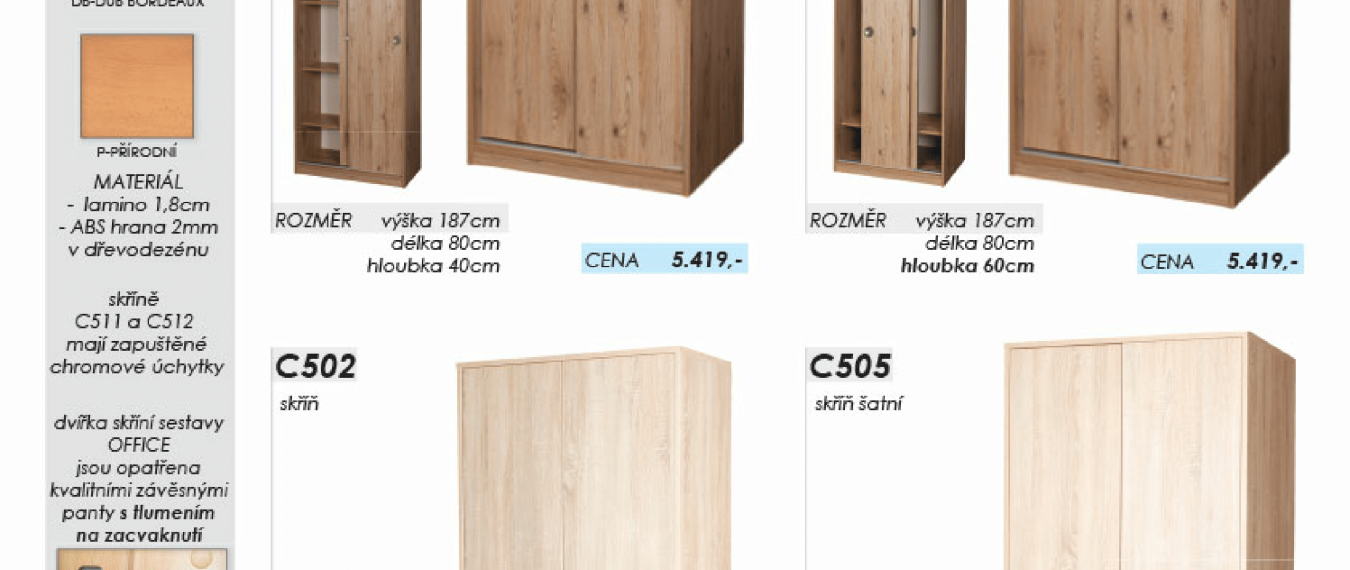 DB-DUB BORDEAUX
P-PŘÍRODNÍ
MATERIÁL
- lamino 1,8cm
- ABS hrana 2mm
v dřevodezénu
skříně
C511 a C512
mají zapuštěné
chromové úchytky
dvířka skříní sestavy
OFFICE
jsou opatřena
kvalitními závěsnými
panty s tlumením
na zacvaknutí
ROZMĚR výška 187cm
délka 80cm
hloubka 40cm
CENA 5.419,-
ROZMĚR výška 187cm
délka 80cm
hloubka 60cm
CENA 5.419,-
C502
skříň
C505
skříň šatní